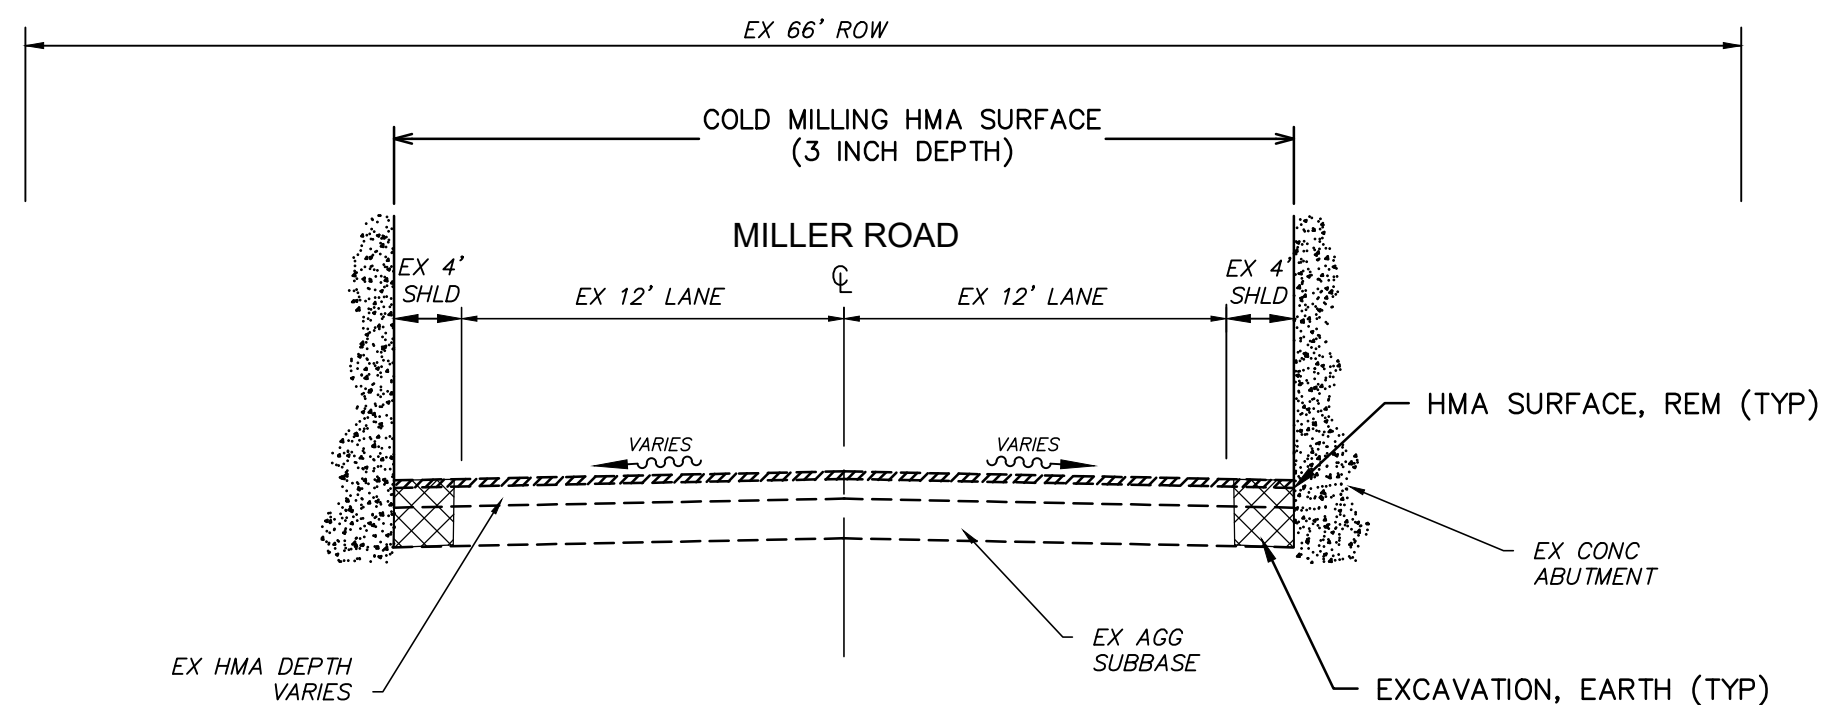 EX 66' ROW
COLD MILLING HMA SURFACE
(3 INCH DEPTH)
MILLER ROAD
℄
EX 4'
SHLD
EX 12' LANE
EX 12' LANE
EX 4'
SHLD
HMA SURFACE, REM (TYP)
VARIES
VARIES
EX CONC
ABUTMENT
EX AGG
SUBBASE
EX HMA DEPTH
VARIES
EXCAVATION, EARTH (TYP)